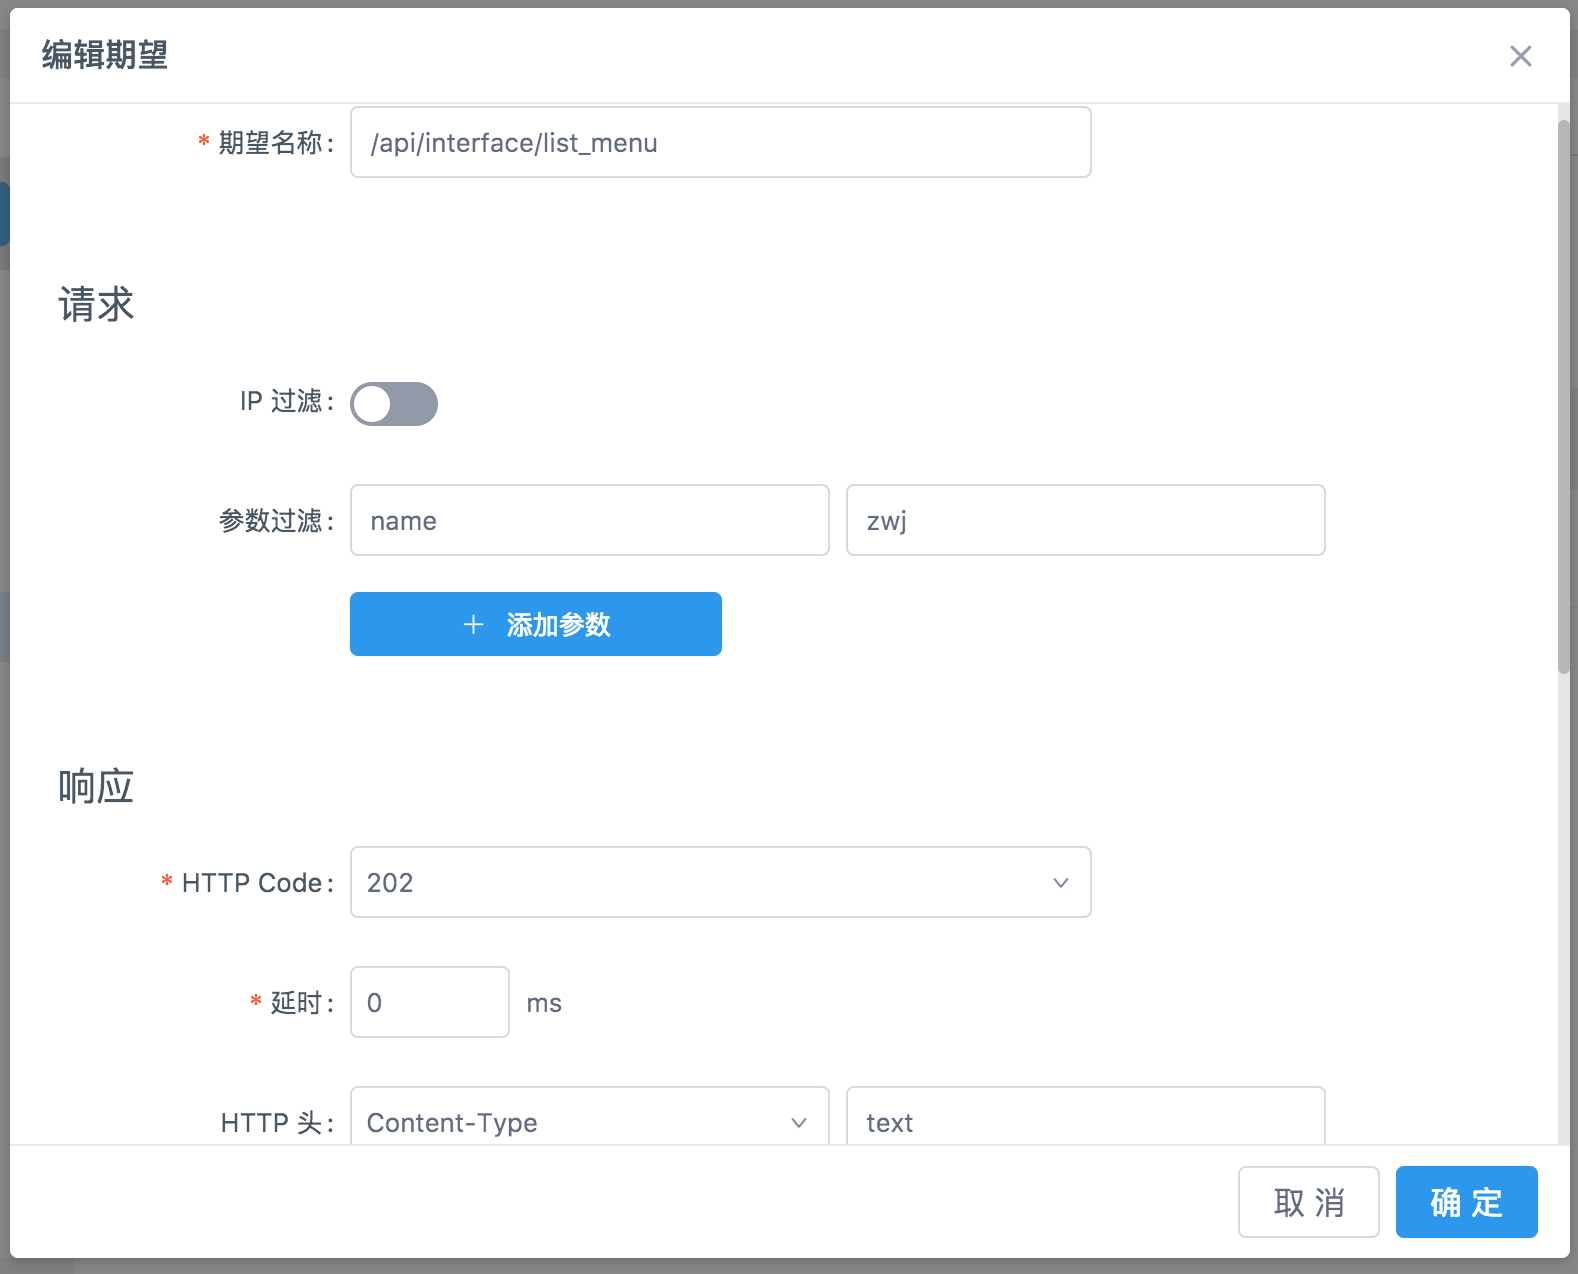 编辑期望
* 期望名称: /api/interface/list_menu
请求
IP 过滤:
参数过滤: name zwj
+ 添加参数
响应
* HTTP Code: 202
* 延时: 0 ms
HTTP 头: Content-Type text
取 消 确 定